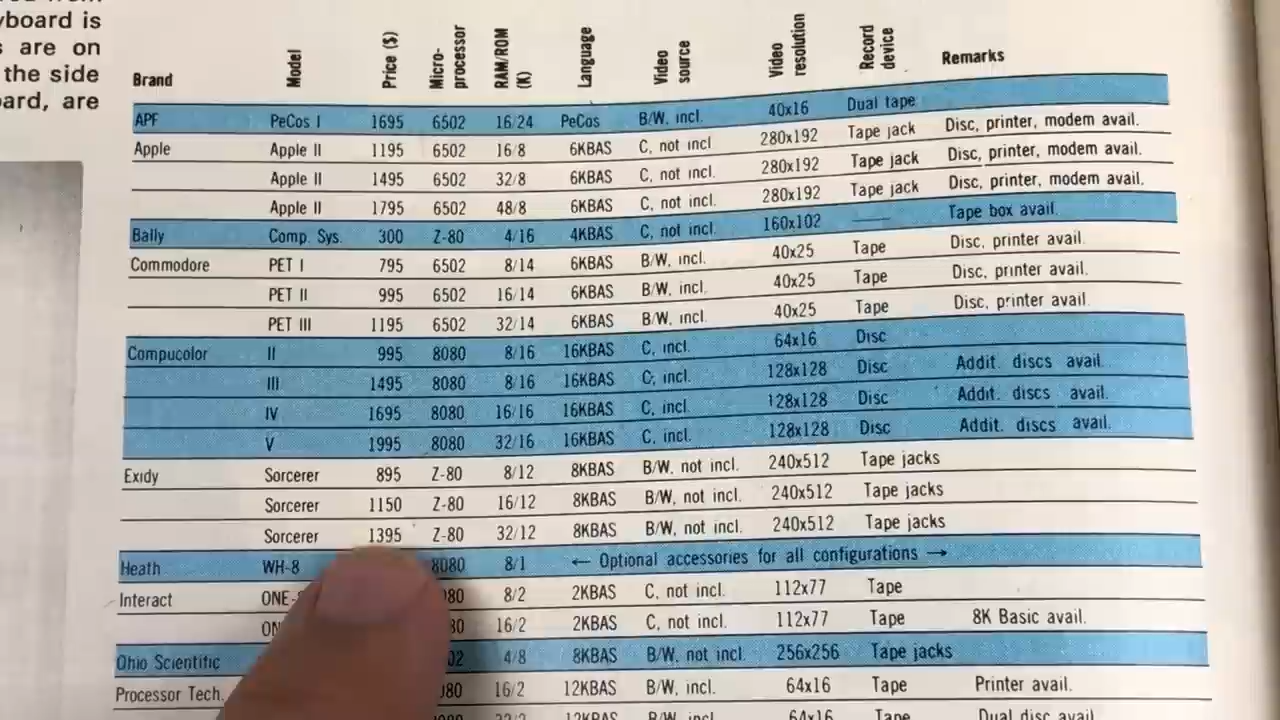 yboard is
are on
the side
ard, are
Brand Model Price ($) Micro-processor RAM/ROM (K) Language Video source Video resolution Record device Remarks
APF PeCos I 1695 6502 16/24 PeCos B/W, incl. 40x16 Dual tape
Apple Apple II 1195 6502 16/8 6KBAS C, not incl 280x192 Tape jack Disc, printer, modem avail.
Apple II 1495 6502 32/8 6KBAS C, not incl. 280x192 Tape jack Disc, printer, modem avail.
Apple II 1795 6502 48/8 6KBAS C, not incl. 280x192 Tape jack Disc, printer, modem avail.
Bally Comp. Sys. 300 Z-80 4/16 4KBAS C, not incl. 160x102 — Tape box avail.
Commodore PET I 795 6502 8/14 6KBAS B/W, incl. 40x25 Tape Disc, printer avail.
PET II 995 6502 16/14 6KBAS B/W, incl. 40x25 Tape Disc, printer avail.
PET III 1195 6502 32/14 6KBAS B/W, incl. 40x25 Tape Disc, printer avail.
Compucolor II 995 8080 8/16 16KBAS C, incl. 64x16 Disc
III 1495 8080 8/16 16KBAS C, incl. 128x128 Disc Addit. discs avail.
IV 1695 8080 16/16 16KBAS C, incl. 128x128 Disc Addit. discs avail.
V 1995 8080 32/16 16KBAS C, incl. 128x128 Disc Addit. discs avail.
Exidy Sorcerer 895 Z-80 8/12 8KBAS B/W, not incl. 240x512 Tape jacks
Sorcerer 1150 Z-80 16/12 8KBAS B/W, not incl. 240x512 Tape jacks
Sorcerer 1395 Z-80 32/12 8KBAS B/W, not incl. 240x512 Tape jacks
Heath WH-8 8080 8/1 ← Optional accessories for all configurations →
Interact ONE- 080 8/2 2KBAS C, not incl. 112x77 Tape
ON 80 16/2 2KBAS C, not incl. 112x77 Tape 8K Basic avail.
Ohio Scientific 02 4/8 8KBAS B/W, not incl. 256x256 Tape jacks
Processor Tech. 080 16/2 12KBAS B/W, incl. 64x16 Tape Printer avail.
12KBAS B/W, incl. 64x16 Tape Dual disc avail.